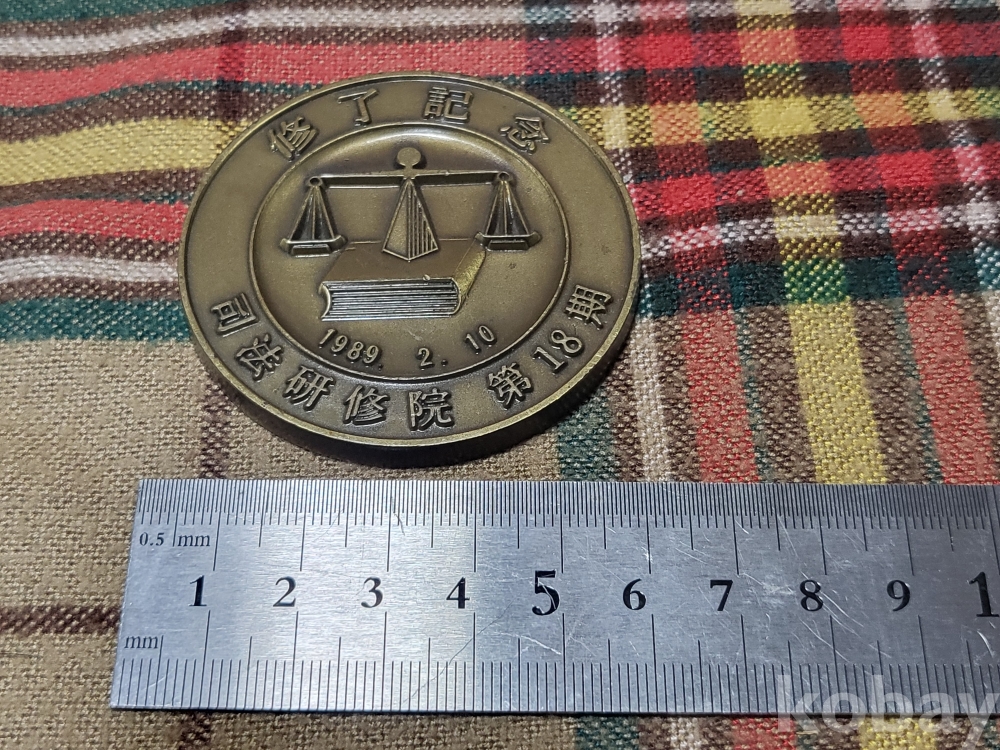 修了記念
1989. 2. 10
司法研修院 第18期
0.5 mm
1 2 3 4 5 6 7 8 9 1
mm
kobay